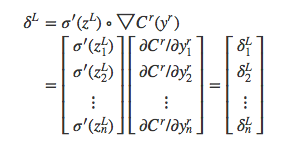 δ^L = σ′(z^L) ∘ ▽C^r(y^r)
= [σ′(z_1^L) σ′(z_2^L) ⋮ σ′(z_n^L)] [∂C^r/∂y_1^r ∂C^r/∂y_2^r ⋮ ∂C^r/∂y_n^r] = [δ_1^L δ_2^L ⋮ δ_n^L]